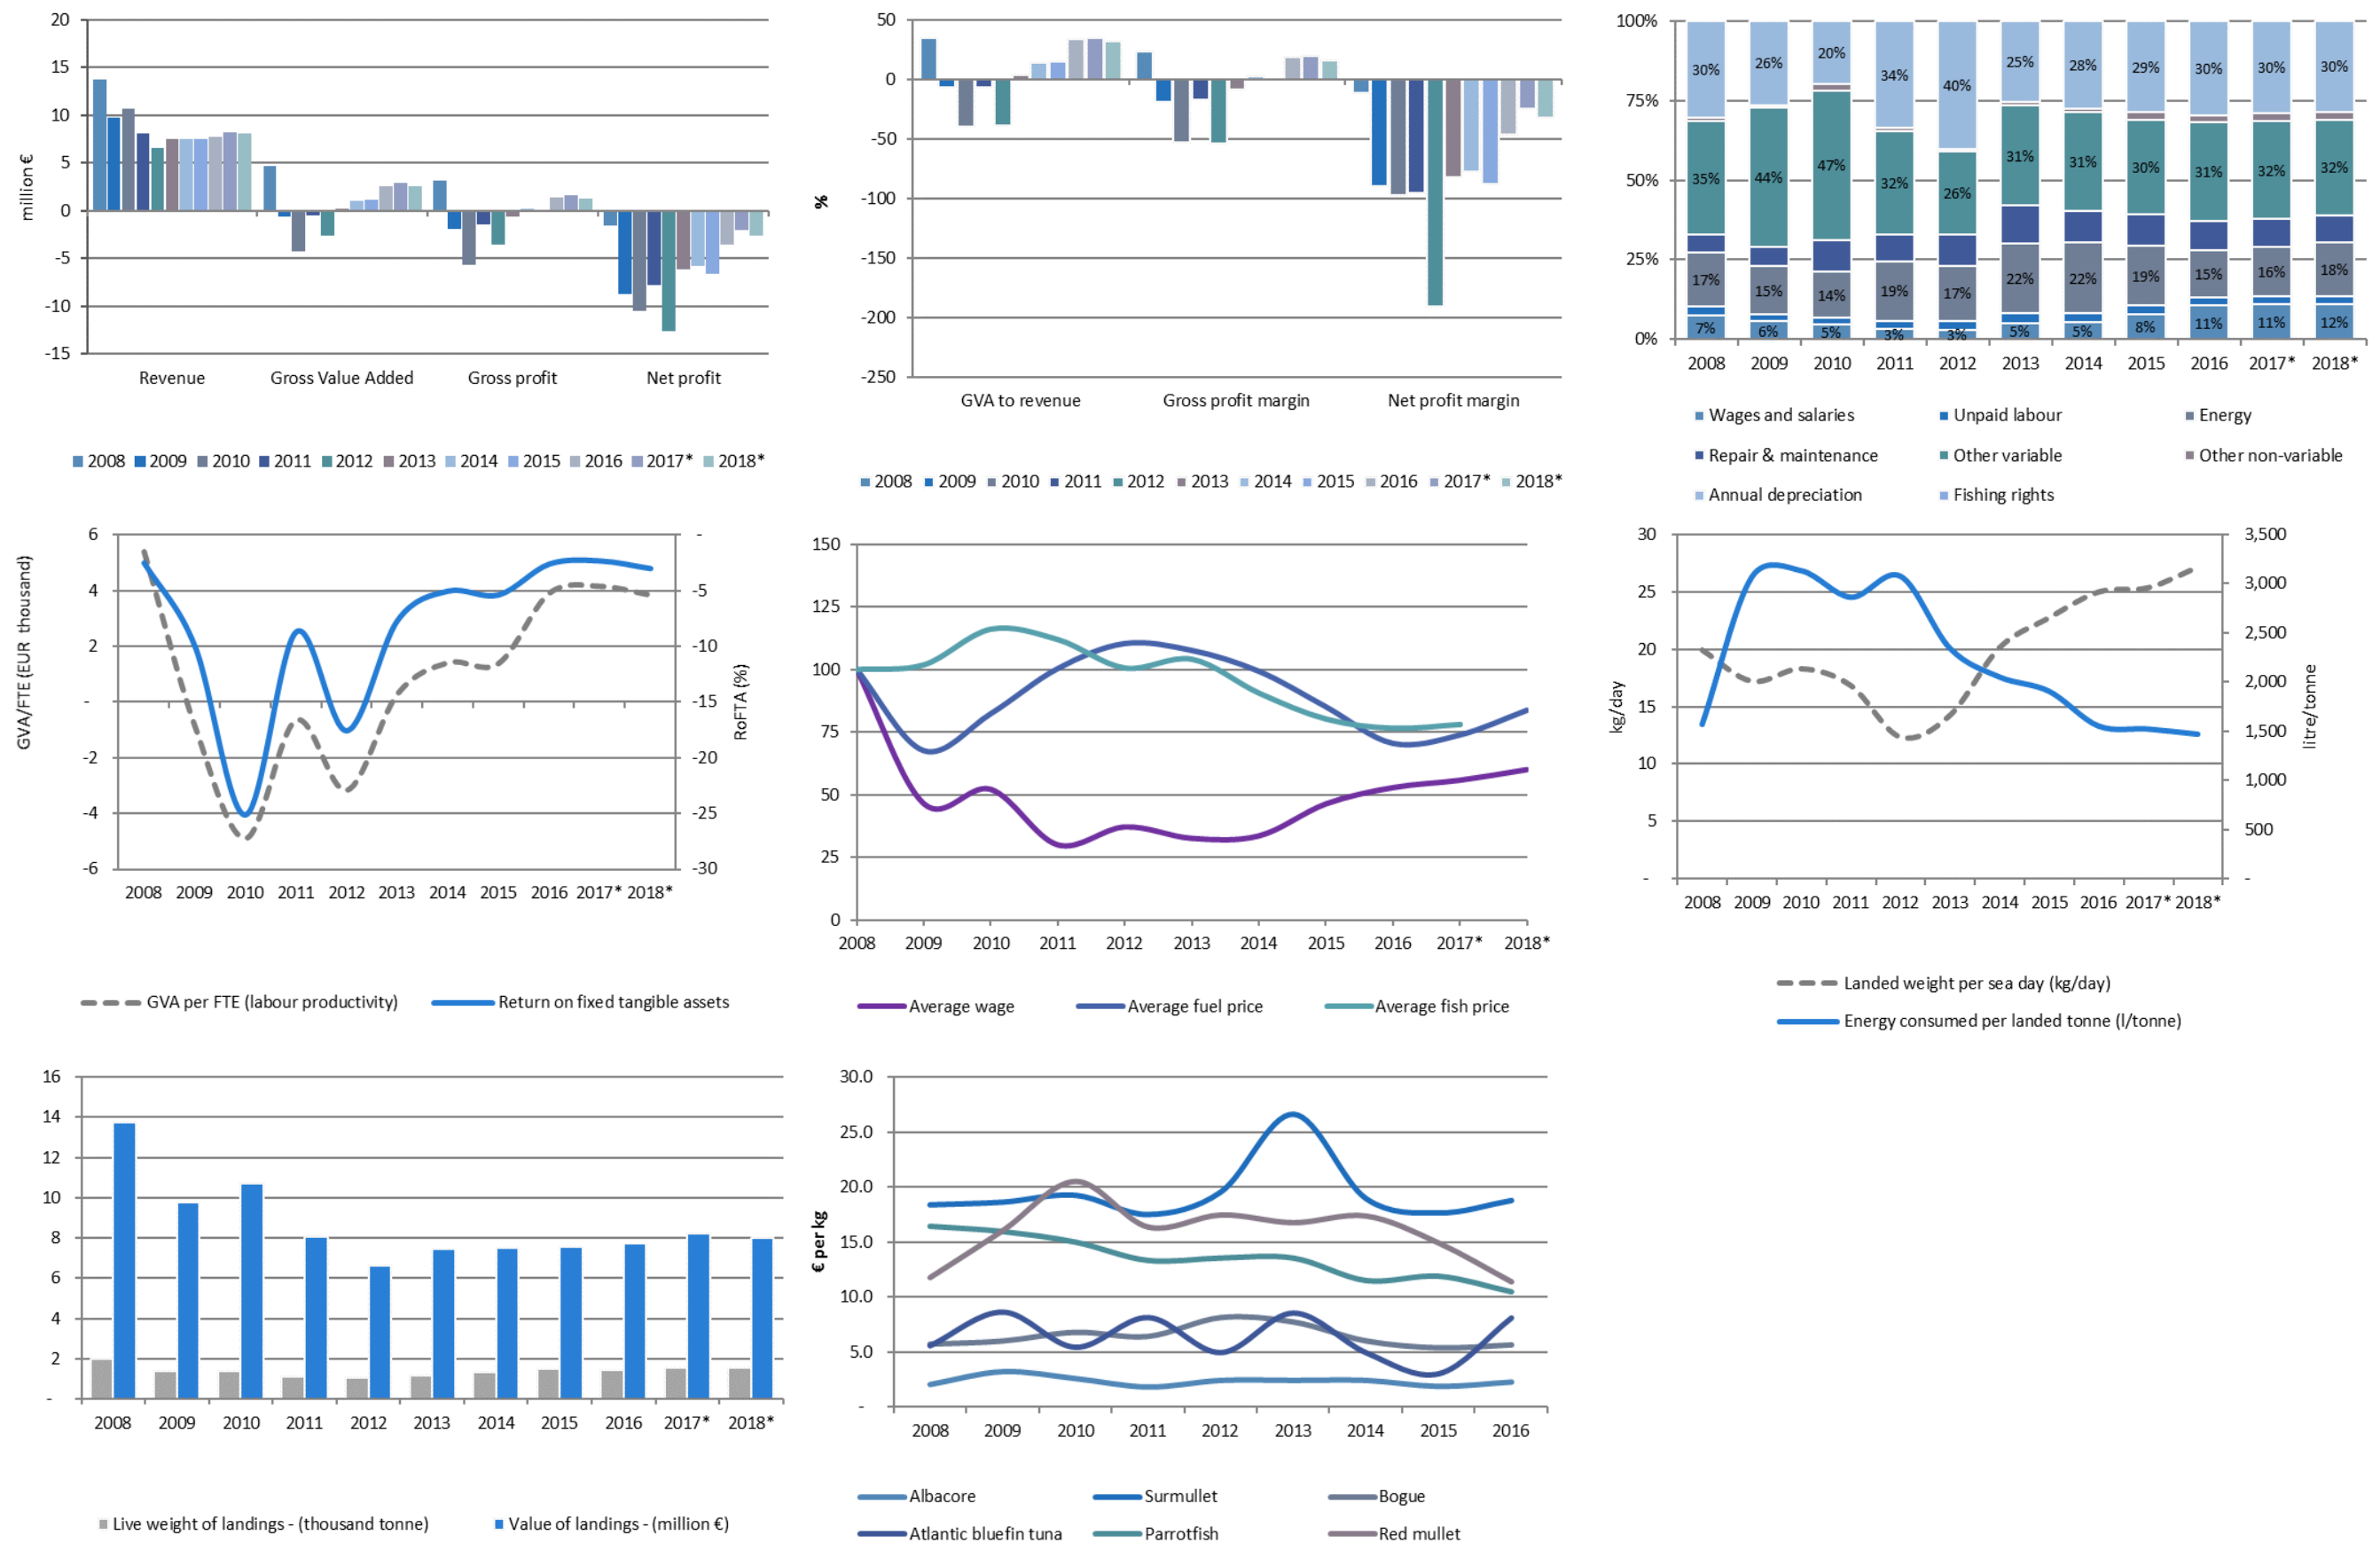 20
15
10
5
0
-5
-10
-15
million €
Revenue Gross Value Added Gross profit Net profit
2008 2009 2010 2011 2012 2013 2014 2015 2016 2017* 2018*
50
0
-50
-100
-150
-200
-250
%
GVA to revenue Gross profit margin Net profit margin
2008 2009 2010 2011 2012 2013 2014 2015 2016 2017* 2018*
100%
75%
50%
25%
0%
30% 26% 20% 34% 40% 25% 28% 29% 30% 30% 30%
35% 44% 47% 32% 26% 31% 31% 30% 31% 32% 32%
17% 15% 14% 19% 17% 22% 22% 19% 15% 16% 18%
7% 6% 5% 3% 3% 5% 5% 8% 11% 11% 12%
2008 2009 2010 2011 2012 2013 2014 2015 2016 2017* 2018*
Wages and salaries Unpaid labour Energy
Repair & maintenance Other variable Other non-variable
Annual depreciation Fishing rights
GVA/FTE (EUR thousand)
6
4
2
-
-2
-4
-6
-
-5
-10
-15
-20
-25
-30
RoFTA (%)
2008 2009 2010 2011 2012 2013 2014 2015 2016 2017* 2018*
GVA per FTE (labour productivity) Return on fixed tangible assets
150
125
100
75
50
25
0
2008 2009 2010 2011 2012 2013 2014 2015 2016 2017* 2018*
Average wage Average fuel price Average fish price
30
25
20
15
10
5
-
kg/day
3,500
3,000
2,500
2,000
1,500
1,000
500
-
litre/tonne
2008 2009 2010 2011 2012 2013 2014 2015 2016 2017* 2018*
Landed weight per sea day (kg/day)
Energy consumed per landed tonne (l/tonne)
16
14
12
10
8
6
4
2
-
2008 2009 2010 2011 2012 2013 2014 2015 2016 2017* 2018*
Live weight of landings - (thousand tonne) Value of landings - (million €)
30.0
25.0
20.0
15.0
10.0
5.0
-
€ per kg
2008 2009 2010 2011 2012 2013 2014 2015 2016
Albacore Surmullet Bogue
Atlantic bluefin tuna Parrotfish Red mullet